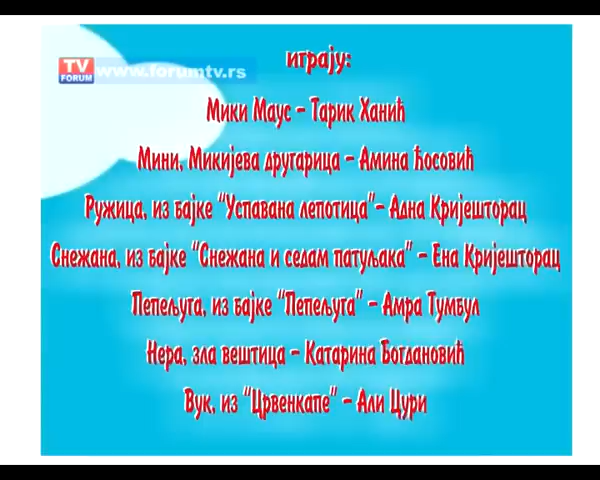 TV
FORUM
www.forumtv.rs
играју:
Мики Маус – Тарик Ханић
Мини, Микијева другарица – Амина Ћосовић
Ружица, из бајке “Успавана лепотица”– Адна Кријешторац
Снежана, из бајке “Снежана и седам патуљака” – Ена Кријешторац
Пепељуга, из бајке “Пепељуга” – Амра Тумбул
Нера, зла вештица – Катарина Богдановић
Вук, из “Црвенкапе” – Али Цури